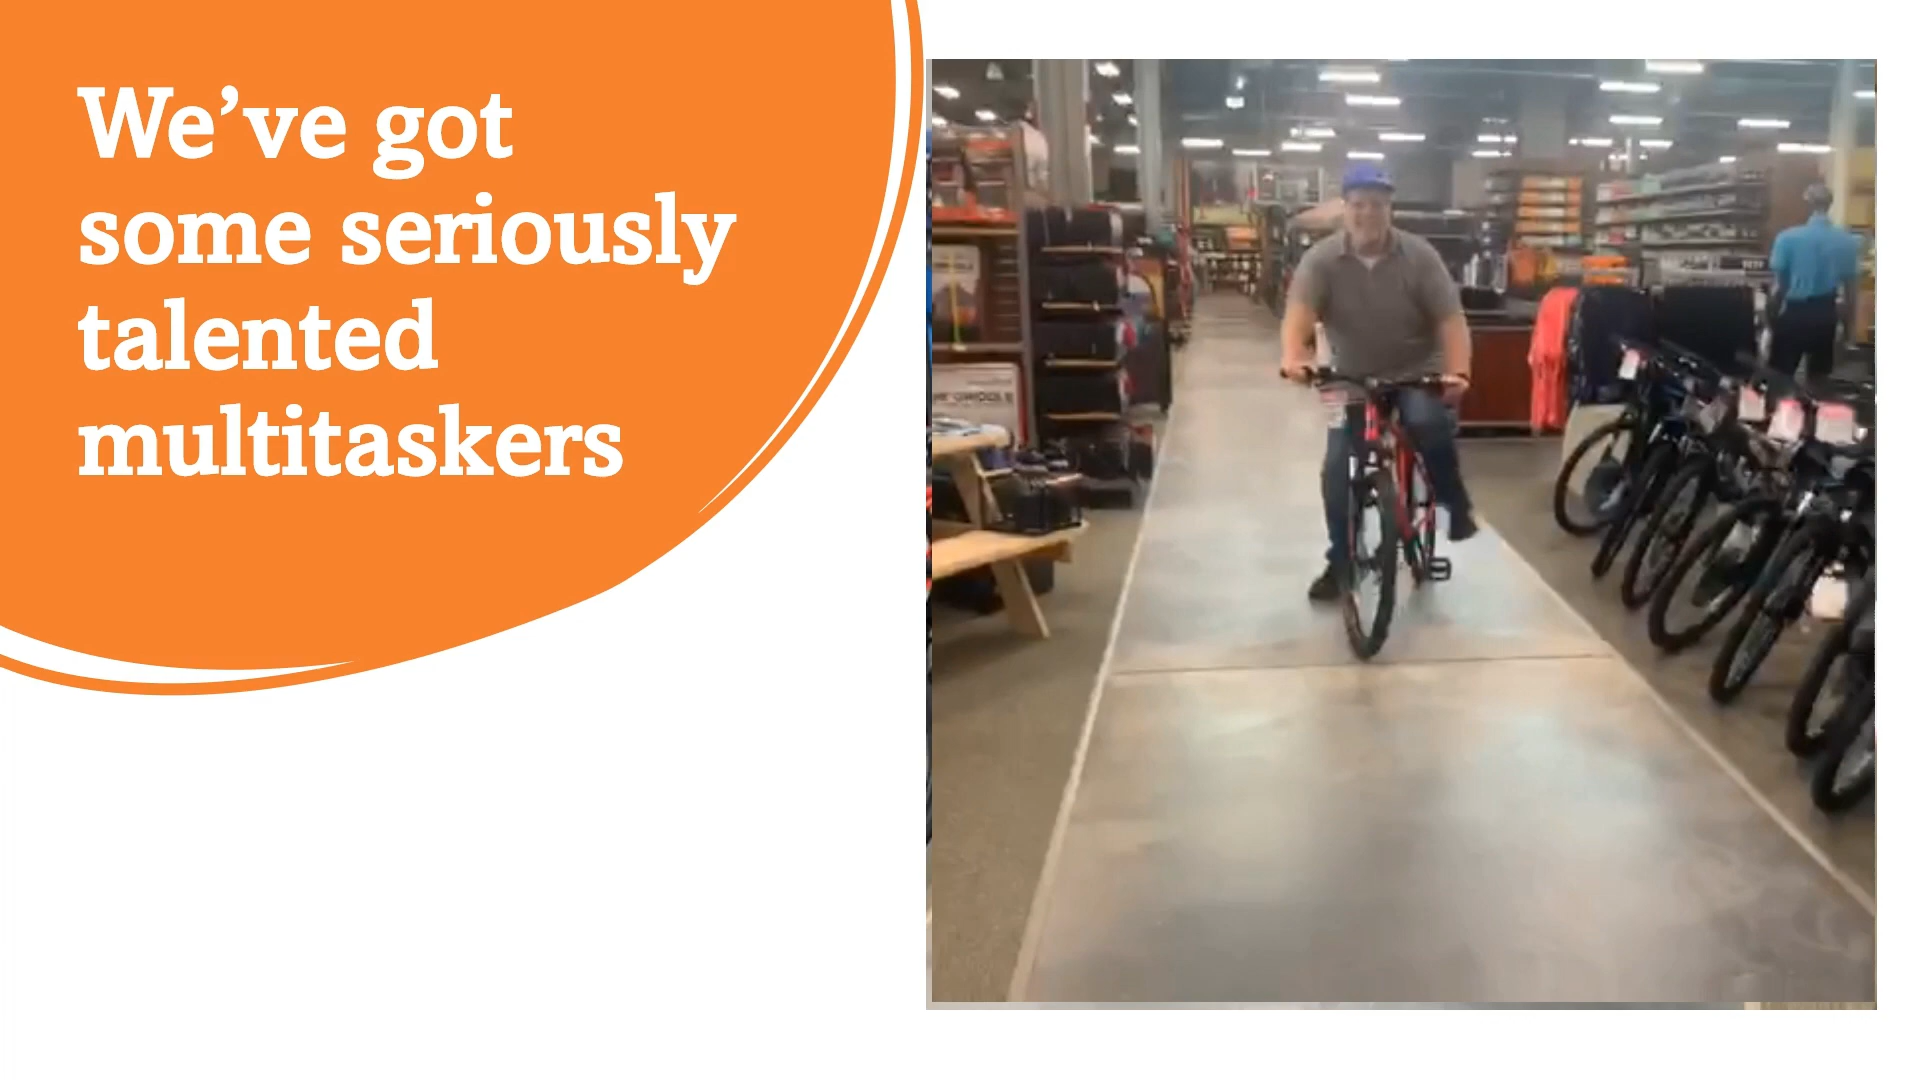 We’ve got
some seriously
talented
multitaskers